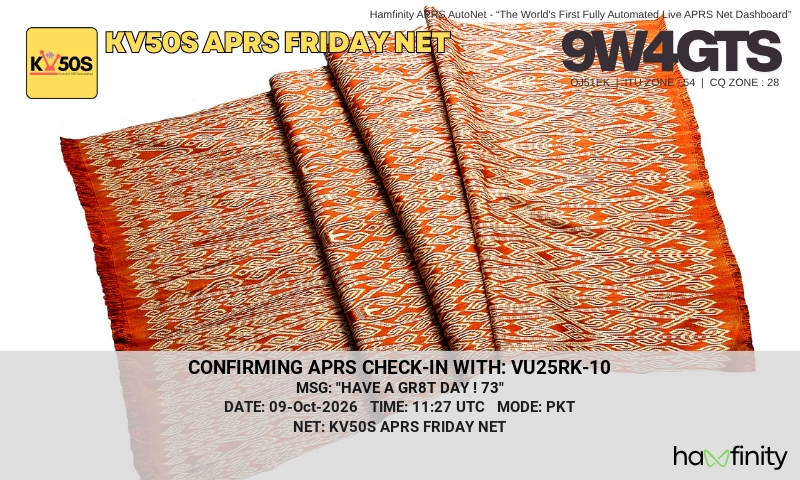 Hamfinity APRS AutoNet - “The World's First Fully Automated Live APRS Net Dashboard”
KV50S APRS FRIDAY NET
KV50S
9W4GTS
OJ51EK | ITU ZONE : 54 | CQ ZONE : 28
CONFIRMING APRS CHECK-IN WITH: VU25RK-10
MSG: "HAVE A GR8T DAY ! 73"
DATE: 09-Oct-2026 TIME: 11:27 UTC MODE: PKT
NET: KV50S APRS FRIDAY NET
hamfinity